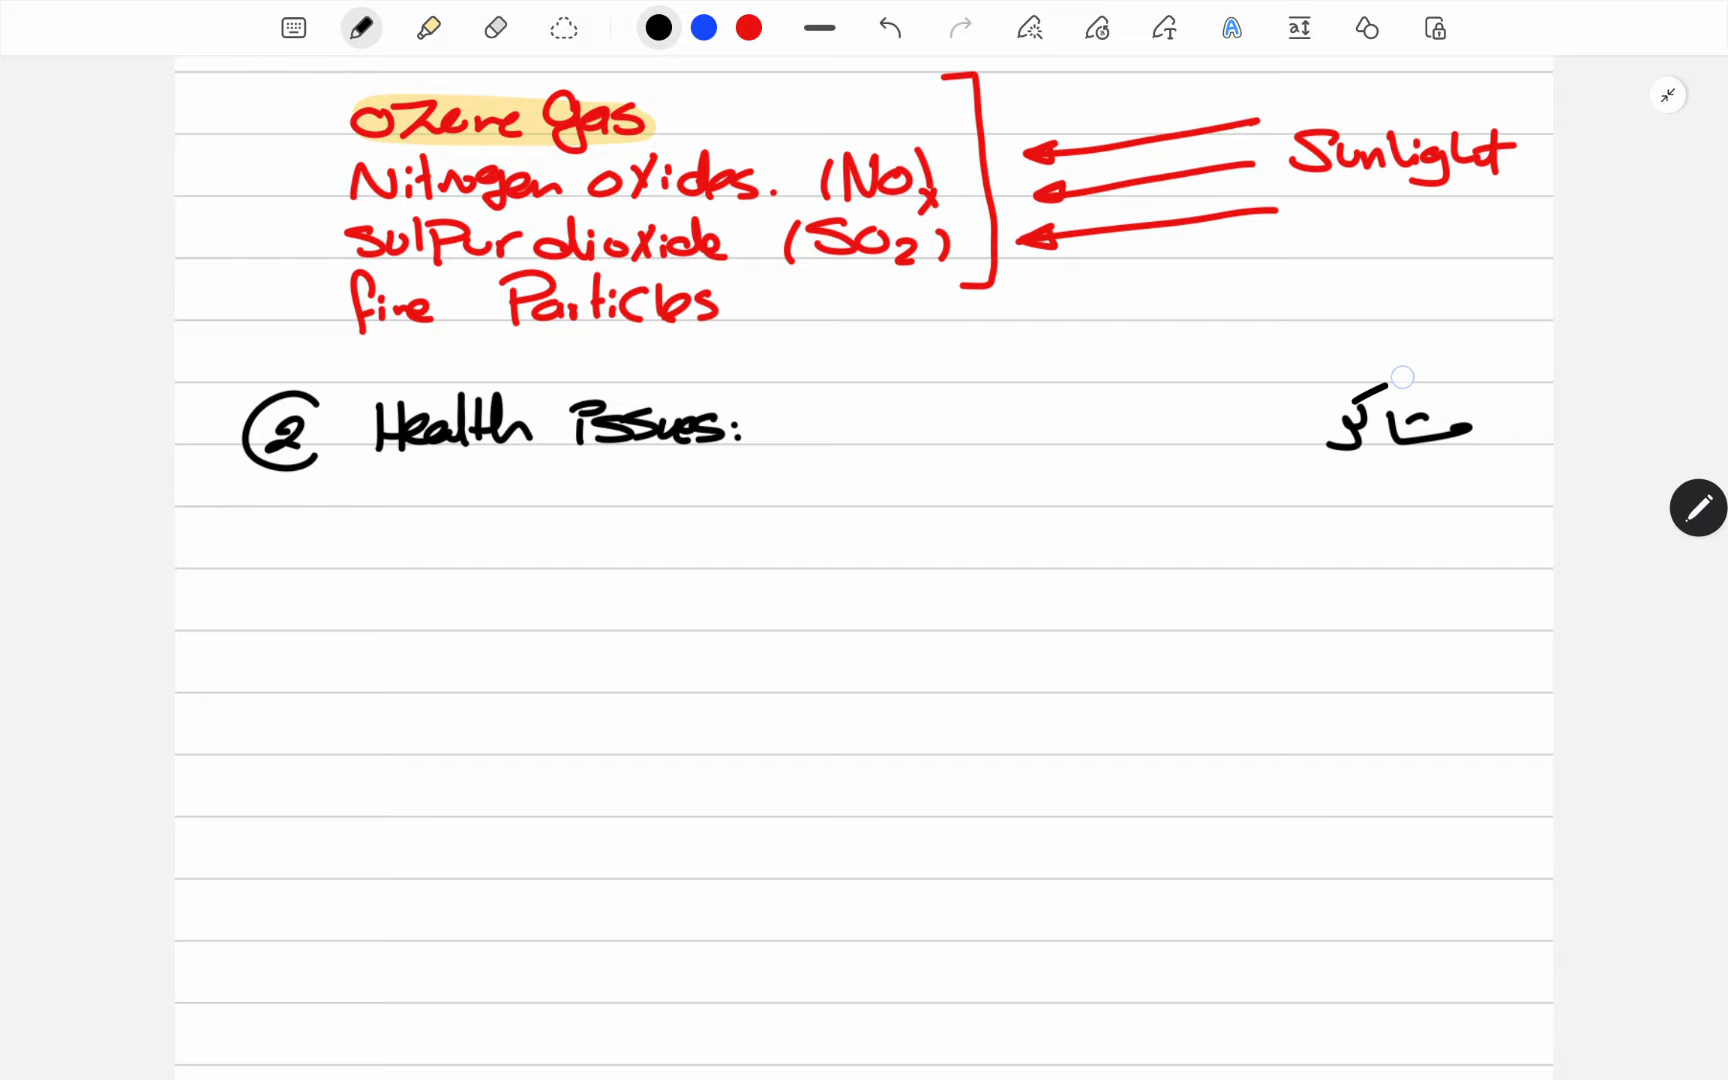 ozone gas
Nitrogen oxides. (NOx)
Sunlight
sulpur dioxide (SO2)
fine Particles
2 Health issues: